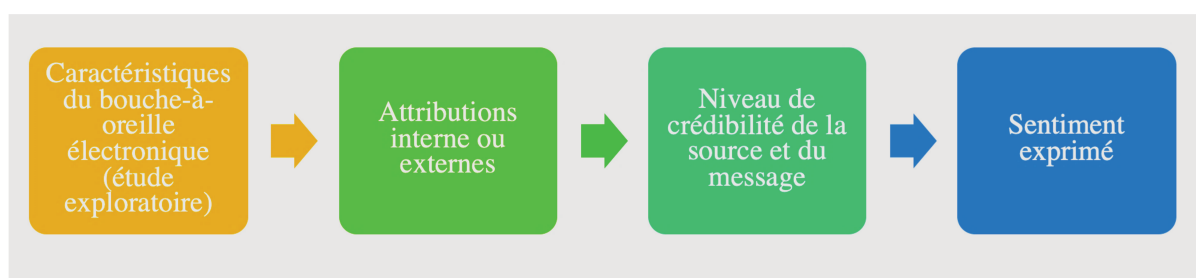 Caractéristiques
du bouche-à-
oreille
électronique
(étude
exploratoire)
Attributions
interne ou
externes
Niveau de
crédibilité de la
source et du
message
Sentiment
exprimé